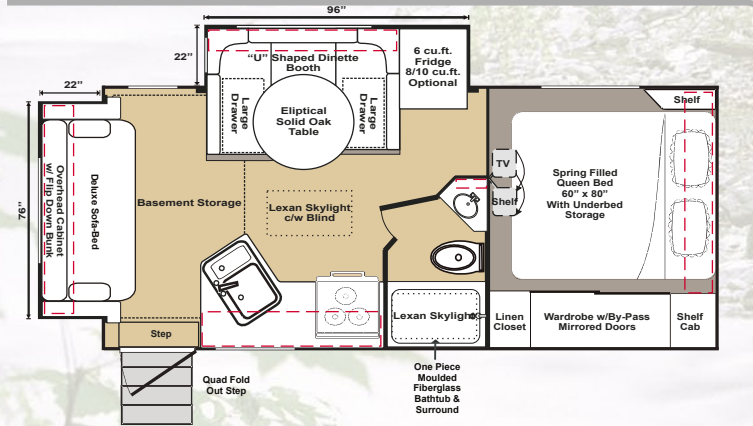 96”
22”
“U” Shaped Dinette
Booth
6 cu.ft.
Fridge
8/10 cu.ft.
Optional
22”
Large
Drawer
Eliptical
Solid Oak
Table
Large
Drawer
Shelf
76”
Overhead Cabinet
w/ Flip Down Bunk
Deluxe Sofa-Bed
Basement Storage
Lexan Skylight
c/w Blind
TV
Shelf
Spring Filled
Queen Bed
60” x 80”
With Underbed
Storage
Step
Lexan Skylight
Linen
Closet
Wardrobe w/By-Pass
Mirrored Doors
Shelf
Cab
Quad Fold
Out Step
One Piece
Moulded
Fiberglass
Bathtub &
Surround